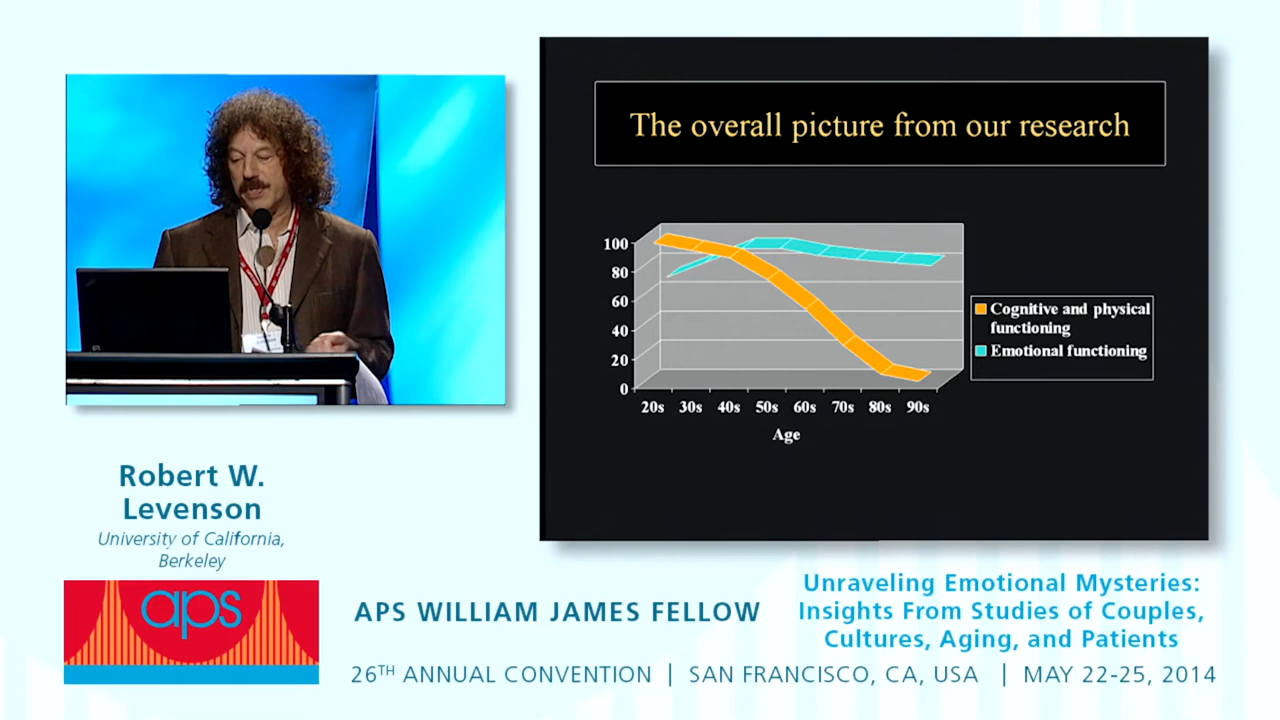 The overall picture from our research
100
80
60
40
20
0
20s 30s 40s 50s 60s 70s 80s 90s
Age
Cognitive and physical
functioning
Emotional functioning
Robert W.
Levenson
University of California,
Berkeley
aps
APS WILLIAM JAMES FELLOW
Unraveling Emotional Mysteries:
Insights From Studies of Couples,
Cultures, Aging, and Patients
26TH ANNUAL CONVENTION | SAN FRANCISCO, CA, USA | MAY 22-25, 2014